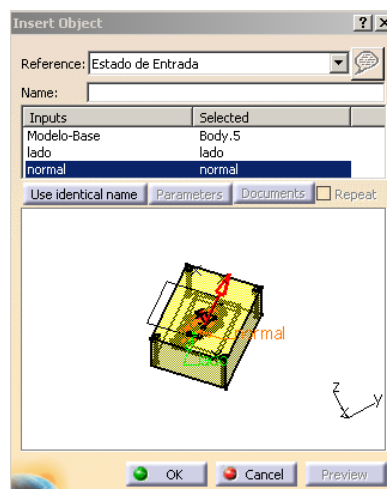 Insert Object
Reference: Estado de Entrada
Name:
Inputs Selected
Modelo-Base Body.5
lado lado
normal normal
Use identical name Parameters Documents Repeat
normal
z
y
x
OK Cancel Preview